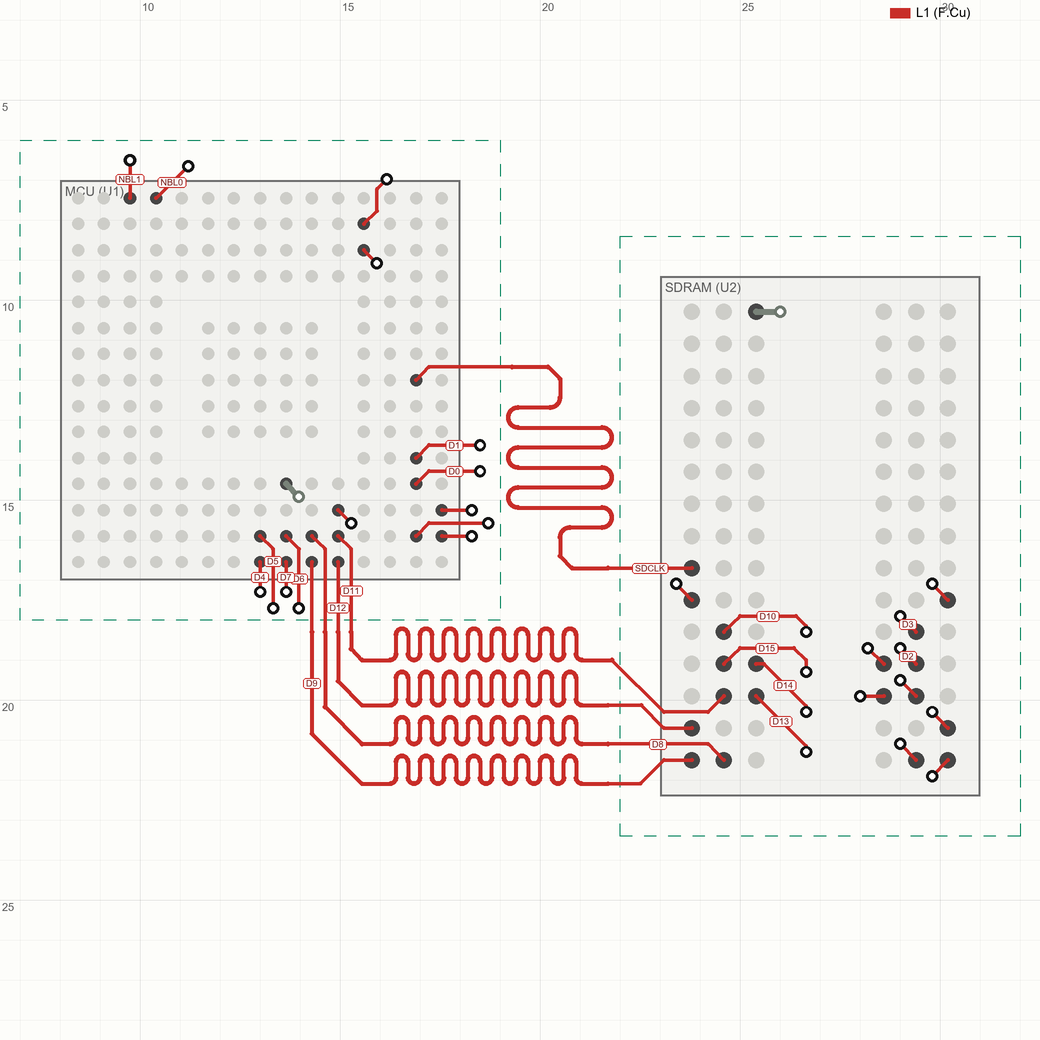 10 15 20 25 30
L1 (F.Cu)
5
NBL1
NBL0
MCU (U1)
SDRAM (U2)
10
D1
D0
15
D5
SDCLK
D4
D7
D6
D11
D12
D10
D3
D15
D2
D9
D14
20
D13
D8
25